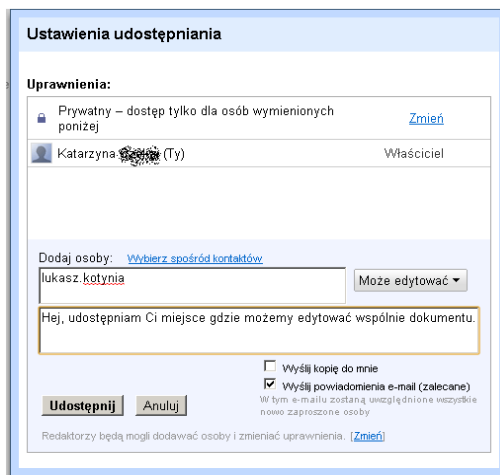 Ustawienia udostępniania
Uprawnienia:
Prywatny – dostęp tylko dla osób wymienionych
poniżej
Zmień
Katarzyna (Ty)
Właściciel
Dodaj osoby: Wybierz spośród kontaktów
lukasz.kotynia
Może edytować
Hej, udostępniam Ci miejsce gdzie możemy edytować wspólnie dokumentu.
Wyślij kopię do mnie
Wyślij powiadomienia e-mail (zalecane)
W tym e-mailu zostaną uwzględnione wszystkie
nowo zaproszone osoby
Udostępnij Anuluj
Redaktorzy będą mogli dodawać osoby i zmieniać uprawnienia. [Zmień]